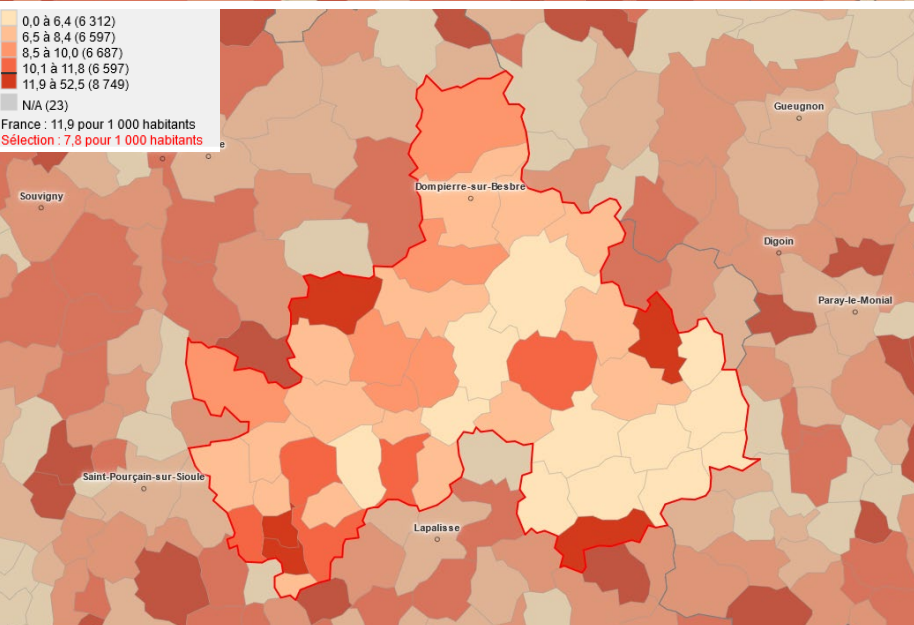 0,0 à 6,4 (6 312)
6,5 à 8,4 (6 597)
8,5 à 10,0 (6 687)
10,1 à 11,8 (6 597)
11,9 à 52,5 (8 749)
N/A (23)
France : 11,9 pour 1 000 habitants
Sélection : 7,8 pour 1 000 habitants
e
Gueugnon
Dompierre-sur-Besbre
Souvigny
Digoin
Paray-le-Monial
Saint-Pourçain-sur-Sioule
Lapalisse